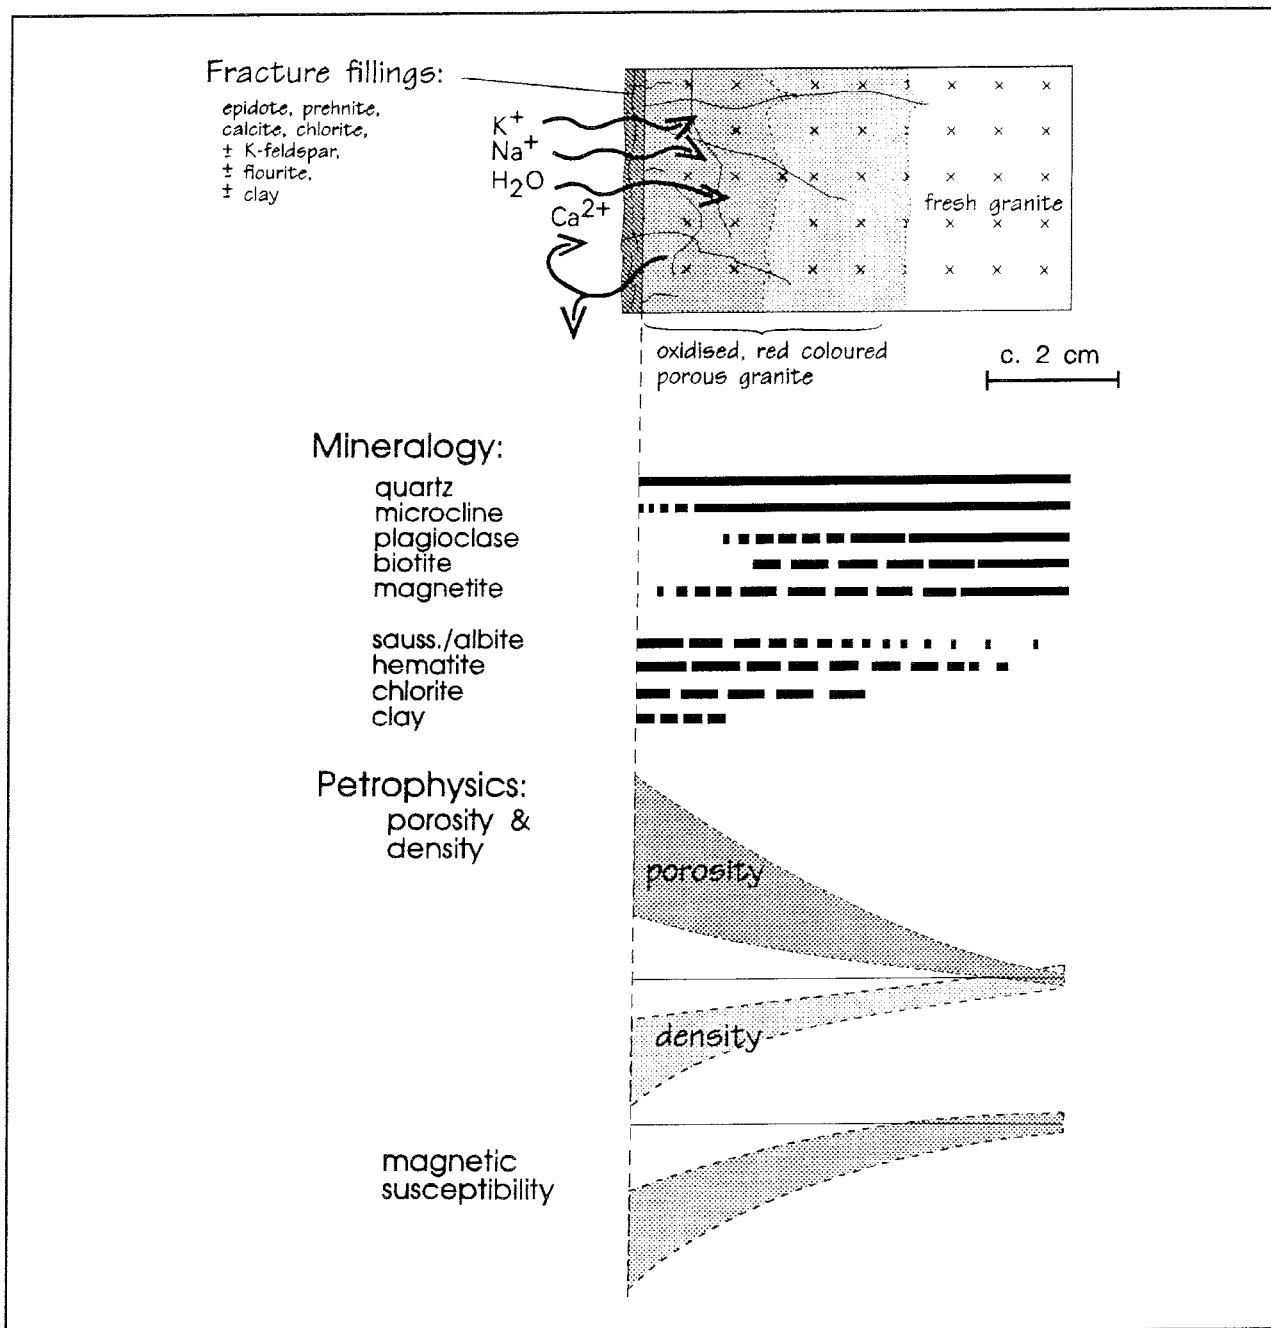 Fracture fillings:
epidote, prehnite,
calcite, chlorite,
± K-feldspar,
± flourite,
± clay
K+
Na+
H2O
Ca2+
fresh granite
oxidised, red coloured
porous granite
c. 2 cm
Mineralogy:
quartz
microcline
plagioclase
biotite
magnetite
sauss./albite
hematite
chlorite
clay
Petrophysics:
porosity &
density
porosity
density
magnetic
susceptibility